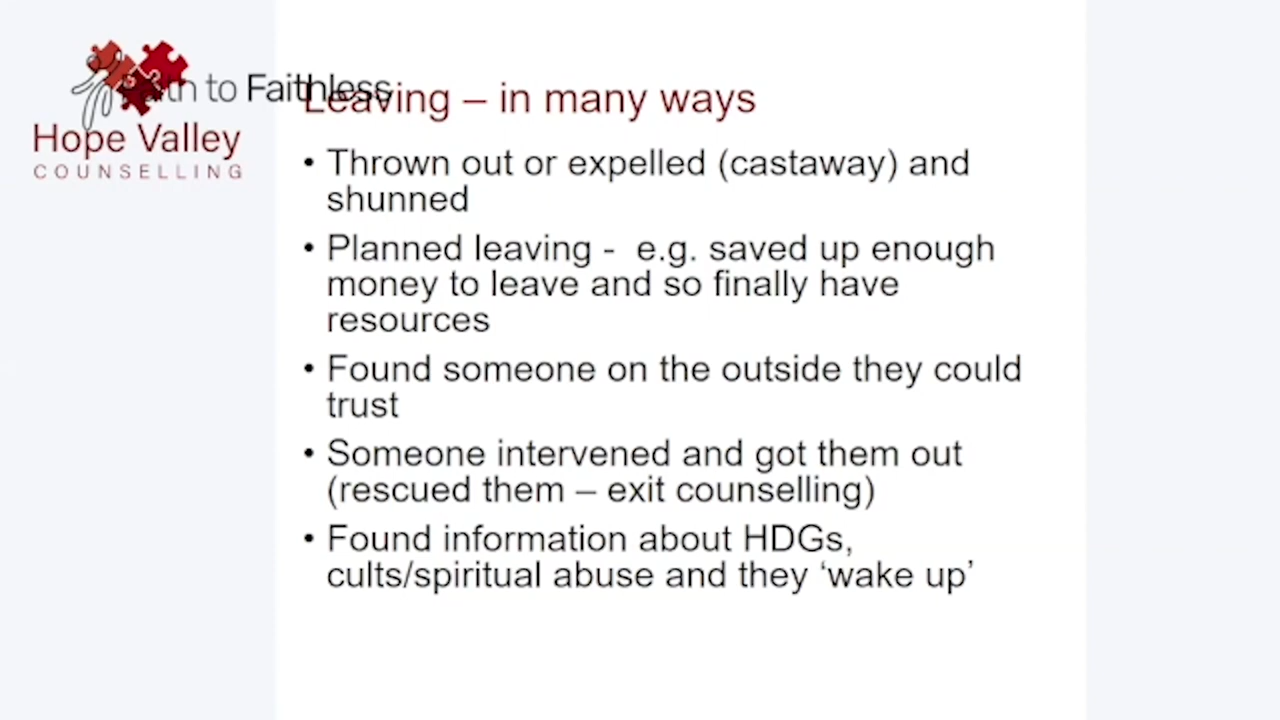 Faith to Faithless
Hope Valley
COUNSELLING
Leaving – in many ways
• Thrown out or expelled (castaway) and
shunned
• Planned leaving -  e.g. saved up enough
money to leave and so finally have
resources
• Found someone on the outside they could
trust
• Someone intervened and got them out
(rescued them – exit counselling)
• Found information about HDGs,
cults/spiritual abuse and they ‘wake up’